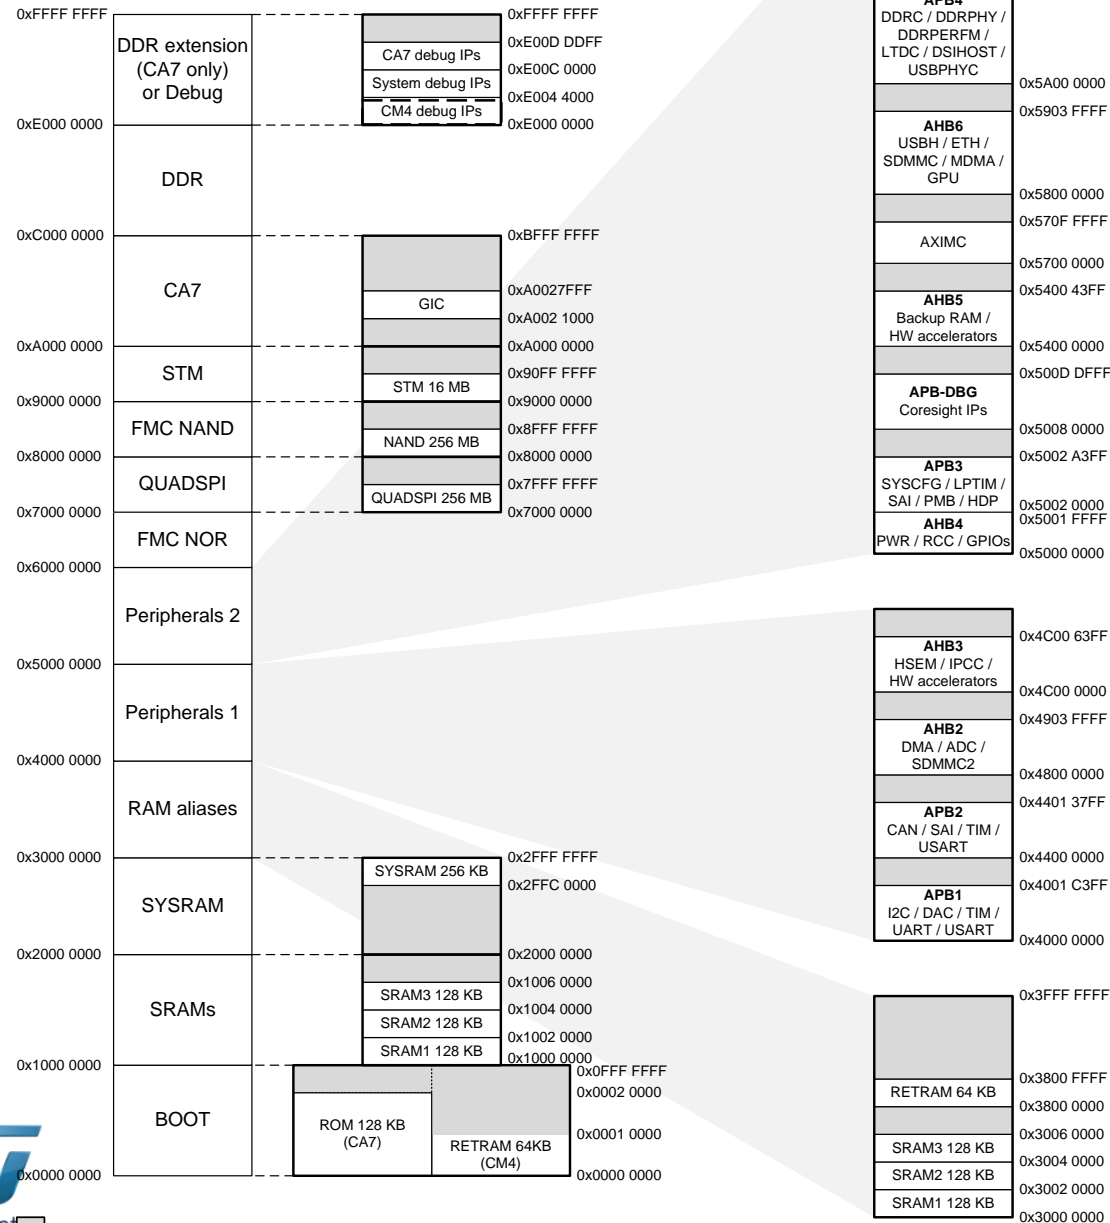 0xFFFF FFFF
DDR extension
(CA7 only)
or Debug
0xE000 0000
DDR
0xC000 0000
CA7
0xA000 0000
STM
0x9000 0000
FMC NAND
0x8000 0000
QUADSPI
0x7000 0000
FMC NOR
0x6000 0000
Peripherals 2
0x5000 0000
Peripherals 1
0x4000 0000
RAM aliases
0x3000 0000
SYSRAM
0x2000 0000
SRAMs
0x1000 0000
BOOT
0x0000 0000
0xFFFF FFFF
0xE00D DDFF
CA7 debug IPs
0xE00C 0000
System debug IPs
0xE004 4000
CM4 debug IPs
0xE000 0000
0xBFFF FFFF
0xA0027FFF
GIC
0xA002 1000
0xA000 0000
0x90FF FFFF
STM 16 MB
0x9000 0000
0x8FFF FFFF
NAND 256 MB
0x8000 0000
0x7FFF FFFF
QUADSPI 256 MB
0x7000 0000
0x2FFF FFFF
SYSRAM 256 KB
0x2FFC 0000
0x2000 0000
0x1006 0000
SRAM3 128 KB
0x1004 0000
SRAM2 128 KB
0x1002 0000
SRAM1 128 KB
0x1000 0000
0x0FFF FFFF
0x0002 0000
ROM 128 KB
(CA7)
0x0001 0000
RETRAM 64KB
(CM4)
0x0000 0000
APB4
DDRC / DDRPHY /
DDRPERFM /
LTDC / DSIHOST /
USBPHYC
0x5A00 0000
0x5903 FFFF
AHB6
USBH / ETH /
SDMMC / MDMA /
GPU
0x5800 0000
0x570F FFFF
AXIMC
0x5700 0000
0x5400 43FF
AHB5
Backup RAM /
HW accelerators
0x5400 0000
0x500D DFFF
APB-DBG
Coresight IPs
0x5008 0000
0x5002 A3FF
APB3
SYSCFG / LPTIM /
SAI / PMB / HDP
0x5002 0000
0x5001 FFFF
AHB4
PWR / RCC / GPIOs
0x5000 0000
0x4C00 63FF
AHB3
HSEM / IPCC /
HW accelerators
0x4C00 0000
0x4903 FFFF
AHB2
DMA / ADC /
SDMMC2
0x4800 0000
0x4401 37FF
APB2
CAN / SAI / TIM /
USART
0x4400 0000
0x4001 C3FF
APB1
I2C / DAC / TIM /
UART / USART
0x4000 0000
0x3FFF FFFF
0x3800 FFFF
RETRAM 64 KB
0x3800 0000
0x3006 0000
SRAM3 128 KB
0x3004 0000
SRAM2 128 KB
0x3002 0000
SRAM1 128 KB
0x3000 0000